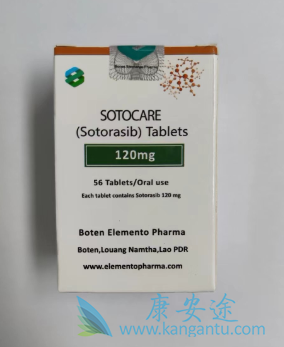 SOTOCARE
(Sotorasib) Tablets
120mg
56 Tablets/Oral use
Each tablet contains Sotorasib 120 mg
Boten Elemento Pharma
Boten,Louang Namtha,Lao PDR
www.elementopharma.com
康安途
www.kangantu.com